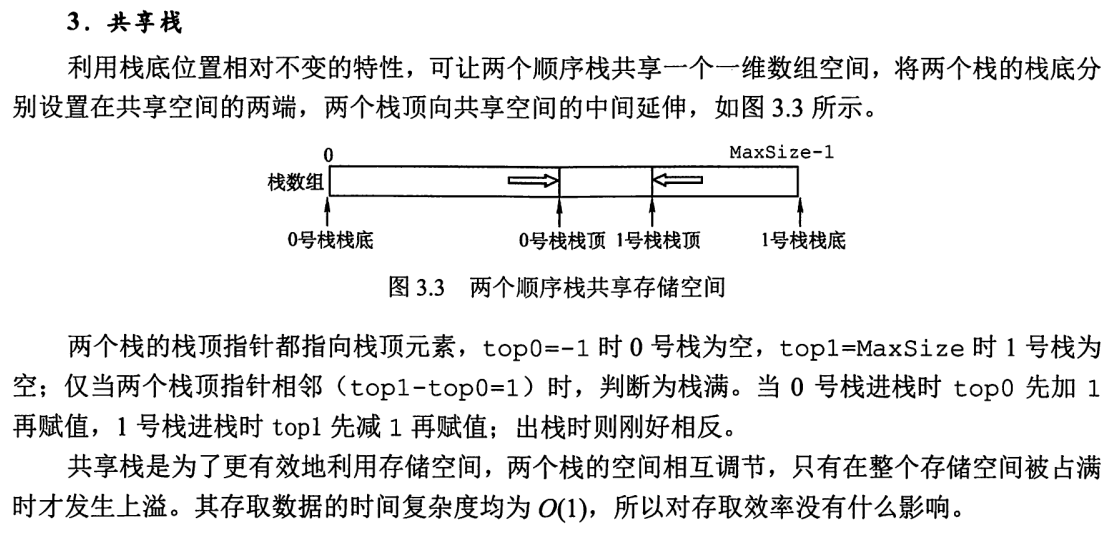 3．共享栈
利用栈底位置相对不变的特性，可让两个顺序栈共享一个一维数组空间，将两个栈的栈底分
别设置在共享空间的两端，两个栈顶向共享空间的中间延伸，如图 3.3 所示。
0 MaxSize-1
栈数组
0号栈栈底 0号栈栈顶 1号栈栈顶 1号栈栈底
图 3.3 两个顺序栈共享存储空间
两个栈的栈顶指针都指向栈顶元素，top0=-1 时 0 号栈为空，top1=MaxSize 时 1 号栈为
空；仅当两个栈顶指针相邻（top1-top0=1）时，判断为栈满。当 0 号栈进栈时 top0 先加 1
再赋值，1 号栈进栈时 top1 先减 1 再赋值；出栈时则刚好相反。
共享栈是为了更有效地利用存储空间，两个栈的空间相互调节，只有在整个存储空间被占满
时才发生上溢。其存取数据的时间复杂度均为 O(1)，所以对存取效率没有什么影响。